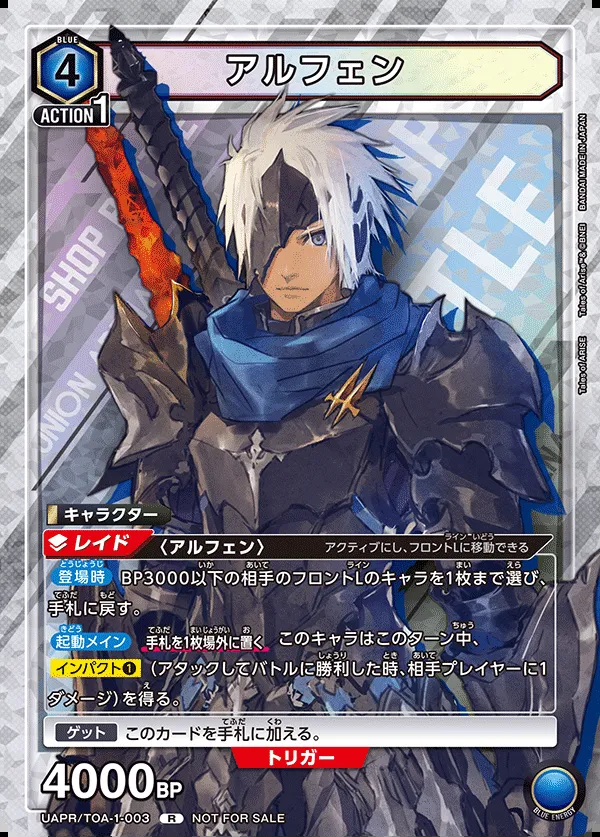 BLUE
4
ACTION 1
アルフェン
BANDAI MADE IN JAPAN
Tales of Arise™& ©BNEI
Tales of ARISE
SHOP
UNION
キャラクター
レイド 〈アルフェン〉 アクティブにし、フロントLに移動できる
登場時 BP3000以下の相手のフロントLのキャラを1枚まで選び、
手札に戻す。
起動メイン 手札を1枚場外に置く このキャラはこのターン中、
インパクト❶ (アタックしてバトルに勝利した時、相手プレイヤーに1
ダメージ)を得る。
ゲット このカードを手札に加える。
トリガー
4000BP
BLUE ENERGY
UAPR/TOA-1-003 R NOT FOR SALE